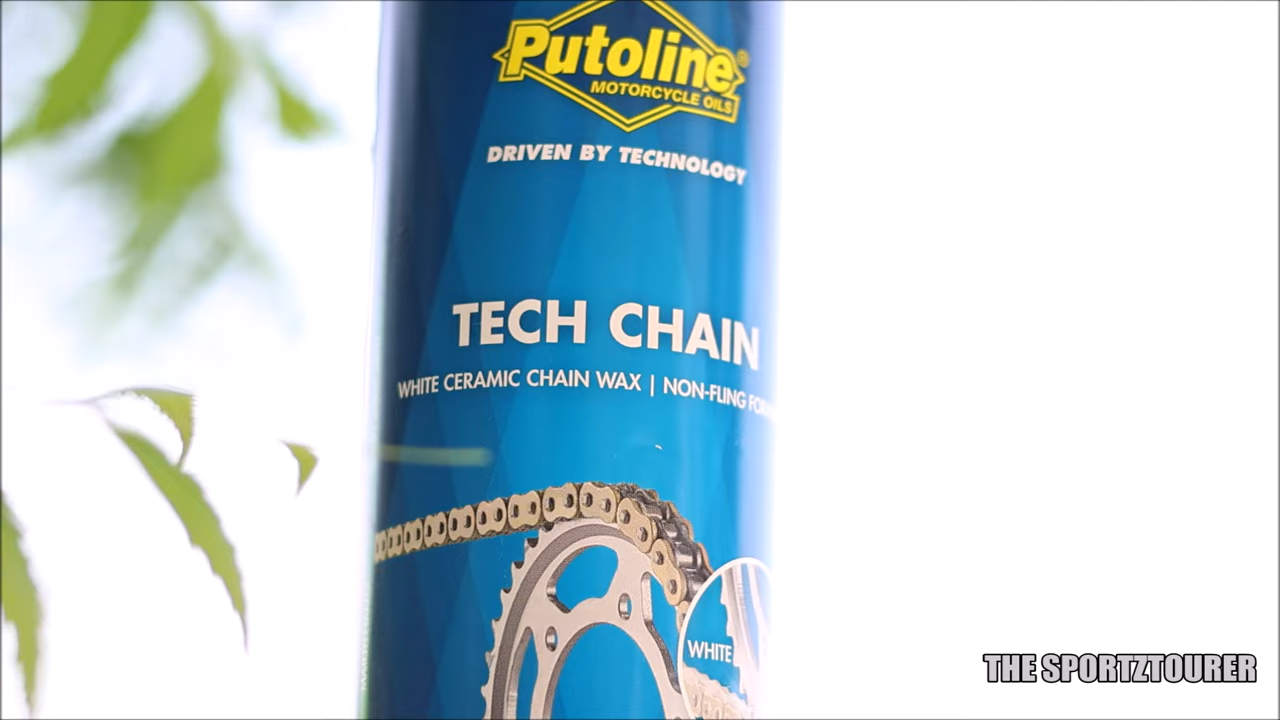 Putoline®
MOTORCYCLE OILS
DRIVEN BY TECHNOLOGY
TECH CHAIN
WHITE CERAMIC CHAIN WAX | NON-FLING
WHITE
THE SPORTZTOURER